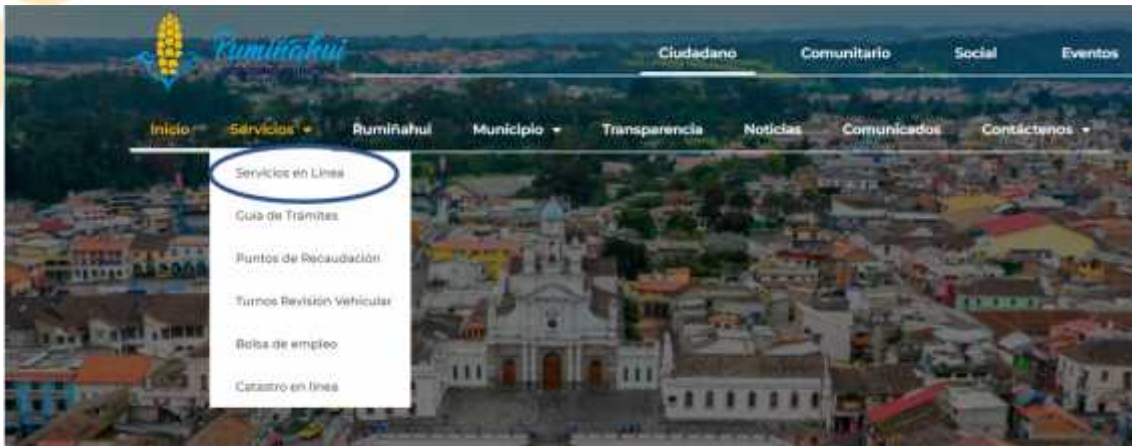 Rumiñahui
Ciudadano Comunitario Social Eventos
Inicio Servicios Rumiñahui Municipio Transparencia Noticias Comunicados Contáctenos
Servicios en Línea
Guía de Trámites
Puntos de Recaudación
Turnos Revisión Vehicular
Bolsa de empleo
Catastro en línea